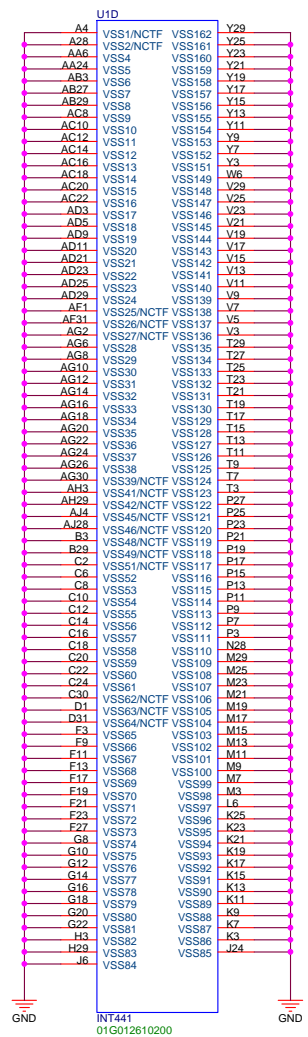 U1D
A4 VSS1/NCTF VSS162 Y29
A28 VSS2/NCTF VSS161 Y25
AA6 VSS4 VSS160 Y23
AA24 VSS5 VSS159 Y21
AB3 VSS6 VSS158 Y19
AB27 VSS7 VSS157 Y17
AB29 VSS8 VSS156 Y15
AC8 VSS9 VSS155 Y13
AC10 VSS10 VSS154 Y11
AC12 VSS11 VSS153 Y9
AC14 VSS12 VSS152 Y7
AC16 VSS13 VSS151 Y3
AC18 VSS14 VSS149 W6
AC20 VSS15 VSS148 V29
AC22 VSS16 VSS147 V25
AD3 VSS17 VSS146 V23
AD5 VSS18 VSS145 V21
AD9 VSS19 VSS144 V19
AD11 VSS20 VSS143 V17
AD21 VSS21 VSS142 V15
AD23 VSS22 VSS141 V13
AD25 VSS23 VSS140 V11
AD29 VSS24 VSS139 V9
AF1 VSS25/NCTF VSS138 V7
AF31 VSS26/NCTF VSS137 V5
AG2 VSS27/NCTF VSS136 V3
AG6 VSS28 VSS135 T29
AG8 VSS29 VSS134 T27
AG10 VSS30 VSS133 T25
AG12 VSS31 VSS132 T23
AG14 VSS32 VSS131 T21
AG16 VSS33 VSS130 T19
AG18 VSS34 VSS129 T17
AG20 VSS35 VSS128 T15
AG22 VSS36 VSS127 T13
AG24 VSS37 VSS126 T11
AG26 VSS38 VSS125 T9
AG30 VSS39/NCTF VSS124 T7
AH3 VSS41/NCTF VSS123 T3
AH29 VSS42/NCTF VSS122 P27
AJ4 VSS45/NCTF VSS121 P25
AJ28 VSS46/NCTF VSS120 P23
B3 VSS48/NCTF VSS119 P21
B29 VSS49/NCTF VSS118 P19
C2 VSS51/NCTF VSS117 P17
C6 VSS52 VSS116 P15
C8 VSS53 VSS115 P13
C10 VSS54 VSS114 P11
C12 VSS55 VSS113 P9
C14 VSS56 VSS112 P7
C16 VSS57 VSS111 P3
C18 VSS58 VSS110 N28
C20 VSS59 VSS109 M29
C22 VSS60 VSS108 M25
C24 VSS61 VSS107 M23
C30 VSS62/NCTF VSS106 M21
D1 VSS63/NCTF VSS105 M19
D31 VSS64/NCTF VSS104 M17
F3 VSS65 VSS103 M15
F9 VSS66 VSS102 M13
F11 VSS67 VSS101 M11
F13 VSS68 VSS100 M9
F17 VSS69 VSS99 M7
F19 VSS70 VSS98 M3
F21 VSS71 VSS97 L6
F23 VSS72 VSS96 K25
F27 VSS73 VSS95 K23
G8 VSS74 VSS94 K21
G10 VSS75 VSS93 K19
G12 VSS76 VSS92 K17
G14 VSS77 VSS91 K15
G16 VSS78 VSS90 K13
G18 VSS79 VSS89 K11
G20 VSS80 VSS88 K9
G22 VSS81 VSS87 K7
H3 VSS82 VSS86 K3
H29 VSS83 VSS85 J24
J6 VSS84
GND INT441 GND
01G012610200